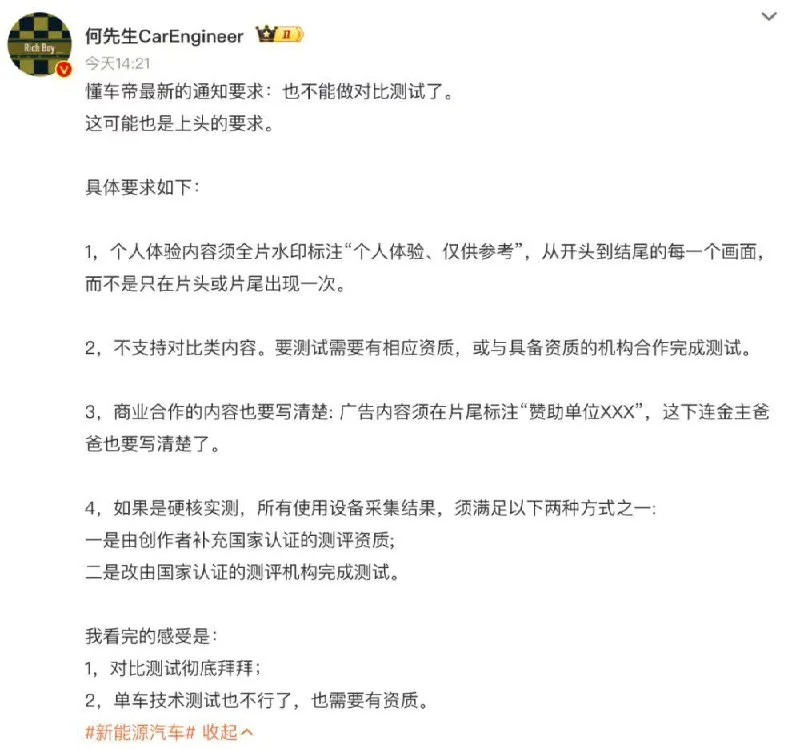 Rich Boy
何先生CarEngineer
II
今天14:21
懂车帝最新的通知要求：也不能做对比测试了。
这可能也是上头的要求。
具体要求如下：
1，个人体验内容须全片水印标注“个人体验、仅供参考”，从开头到结尾的每一个画面，
而不是只在片头或片尾出现一次。
2，不支持对比类内容。要测试需要有相应资质，或与具备资质的机构合作完成测试。
3，商业合作的内容也要写清楚: 广告内容须在片尾标注“赞助单位XXX”，这下连金主爸
爸也要写清楚了。
4，如果是硬核实测，所有使用设备采集结果，须满足以下两种方式之一:
一是由创作者补充国家认证的测评资质;
二是改由国家认证的测评机构完成测试。
我看完的感受是：
1，对比测试彻底拜拜；
2，单车技术测试也不行了，也需要有资质。
#新能源汽车# 收起